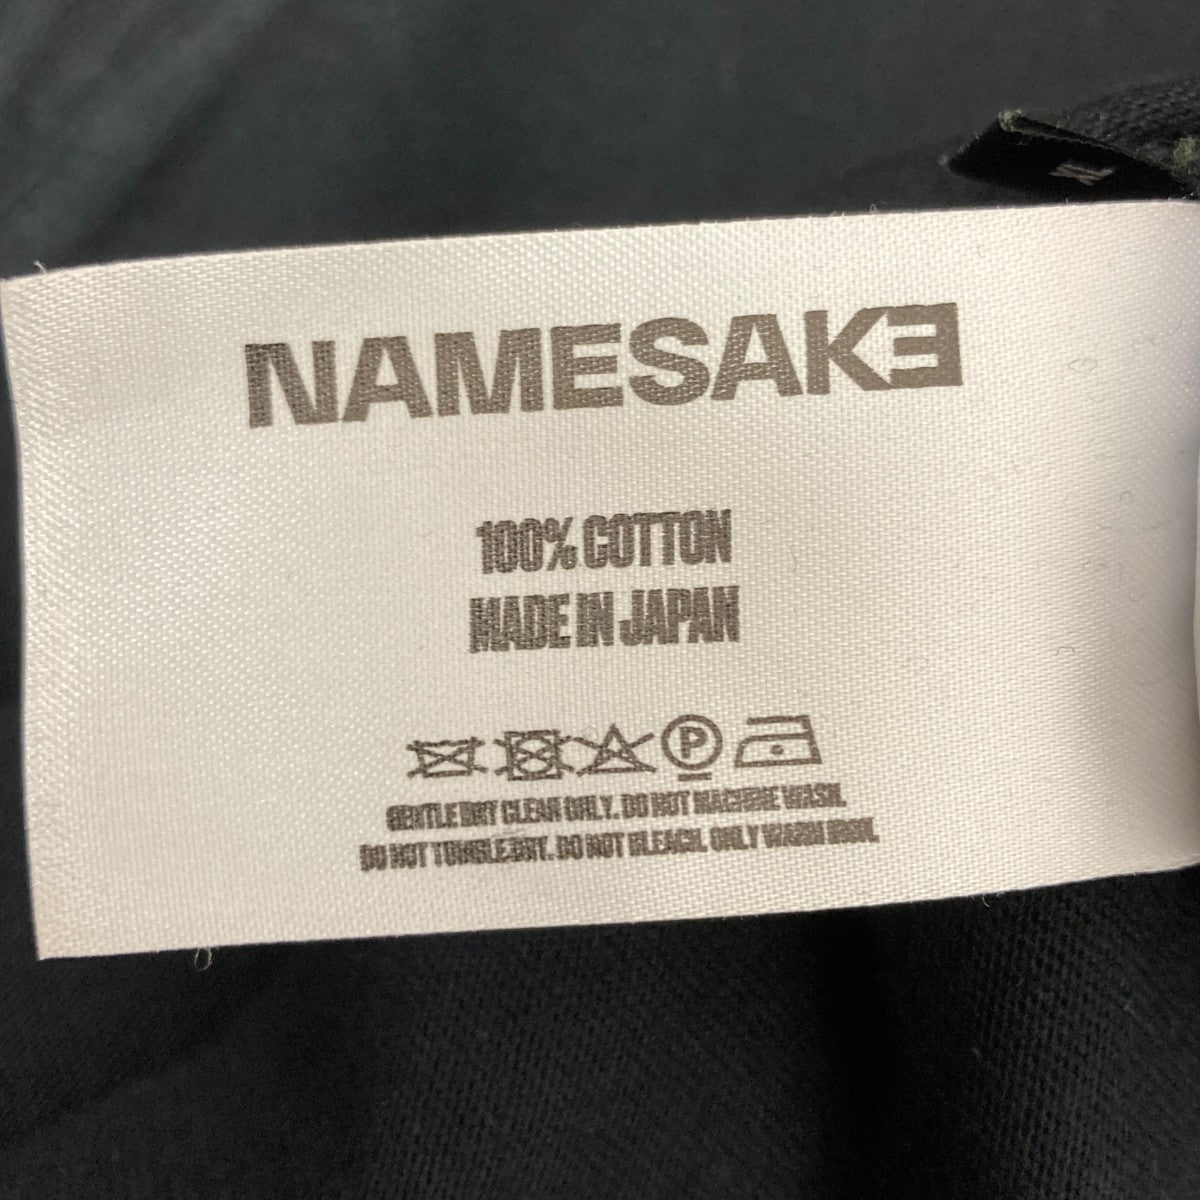 NAMESAKE
100% COTTON
MADE IN JAPAN
P
GENTLE DRY CLEAN ONLY. DO NOT MACHINE WASH.
DO NOT TUMBLE DRY. DO NOT BLEACH. ONLY WARM IRON.